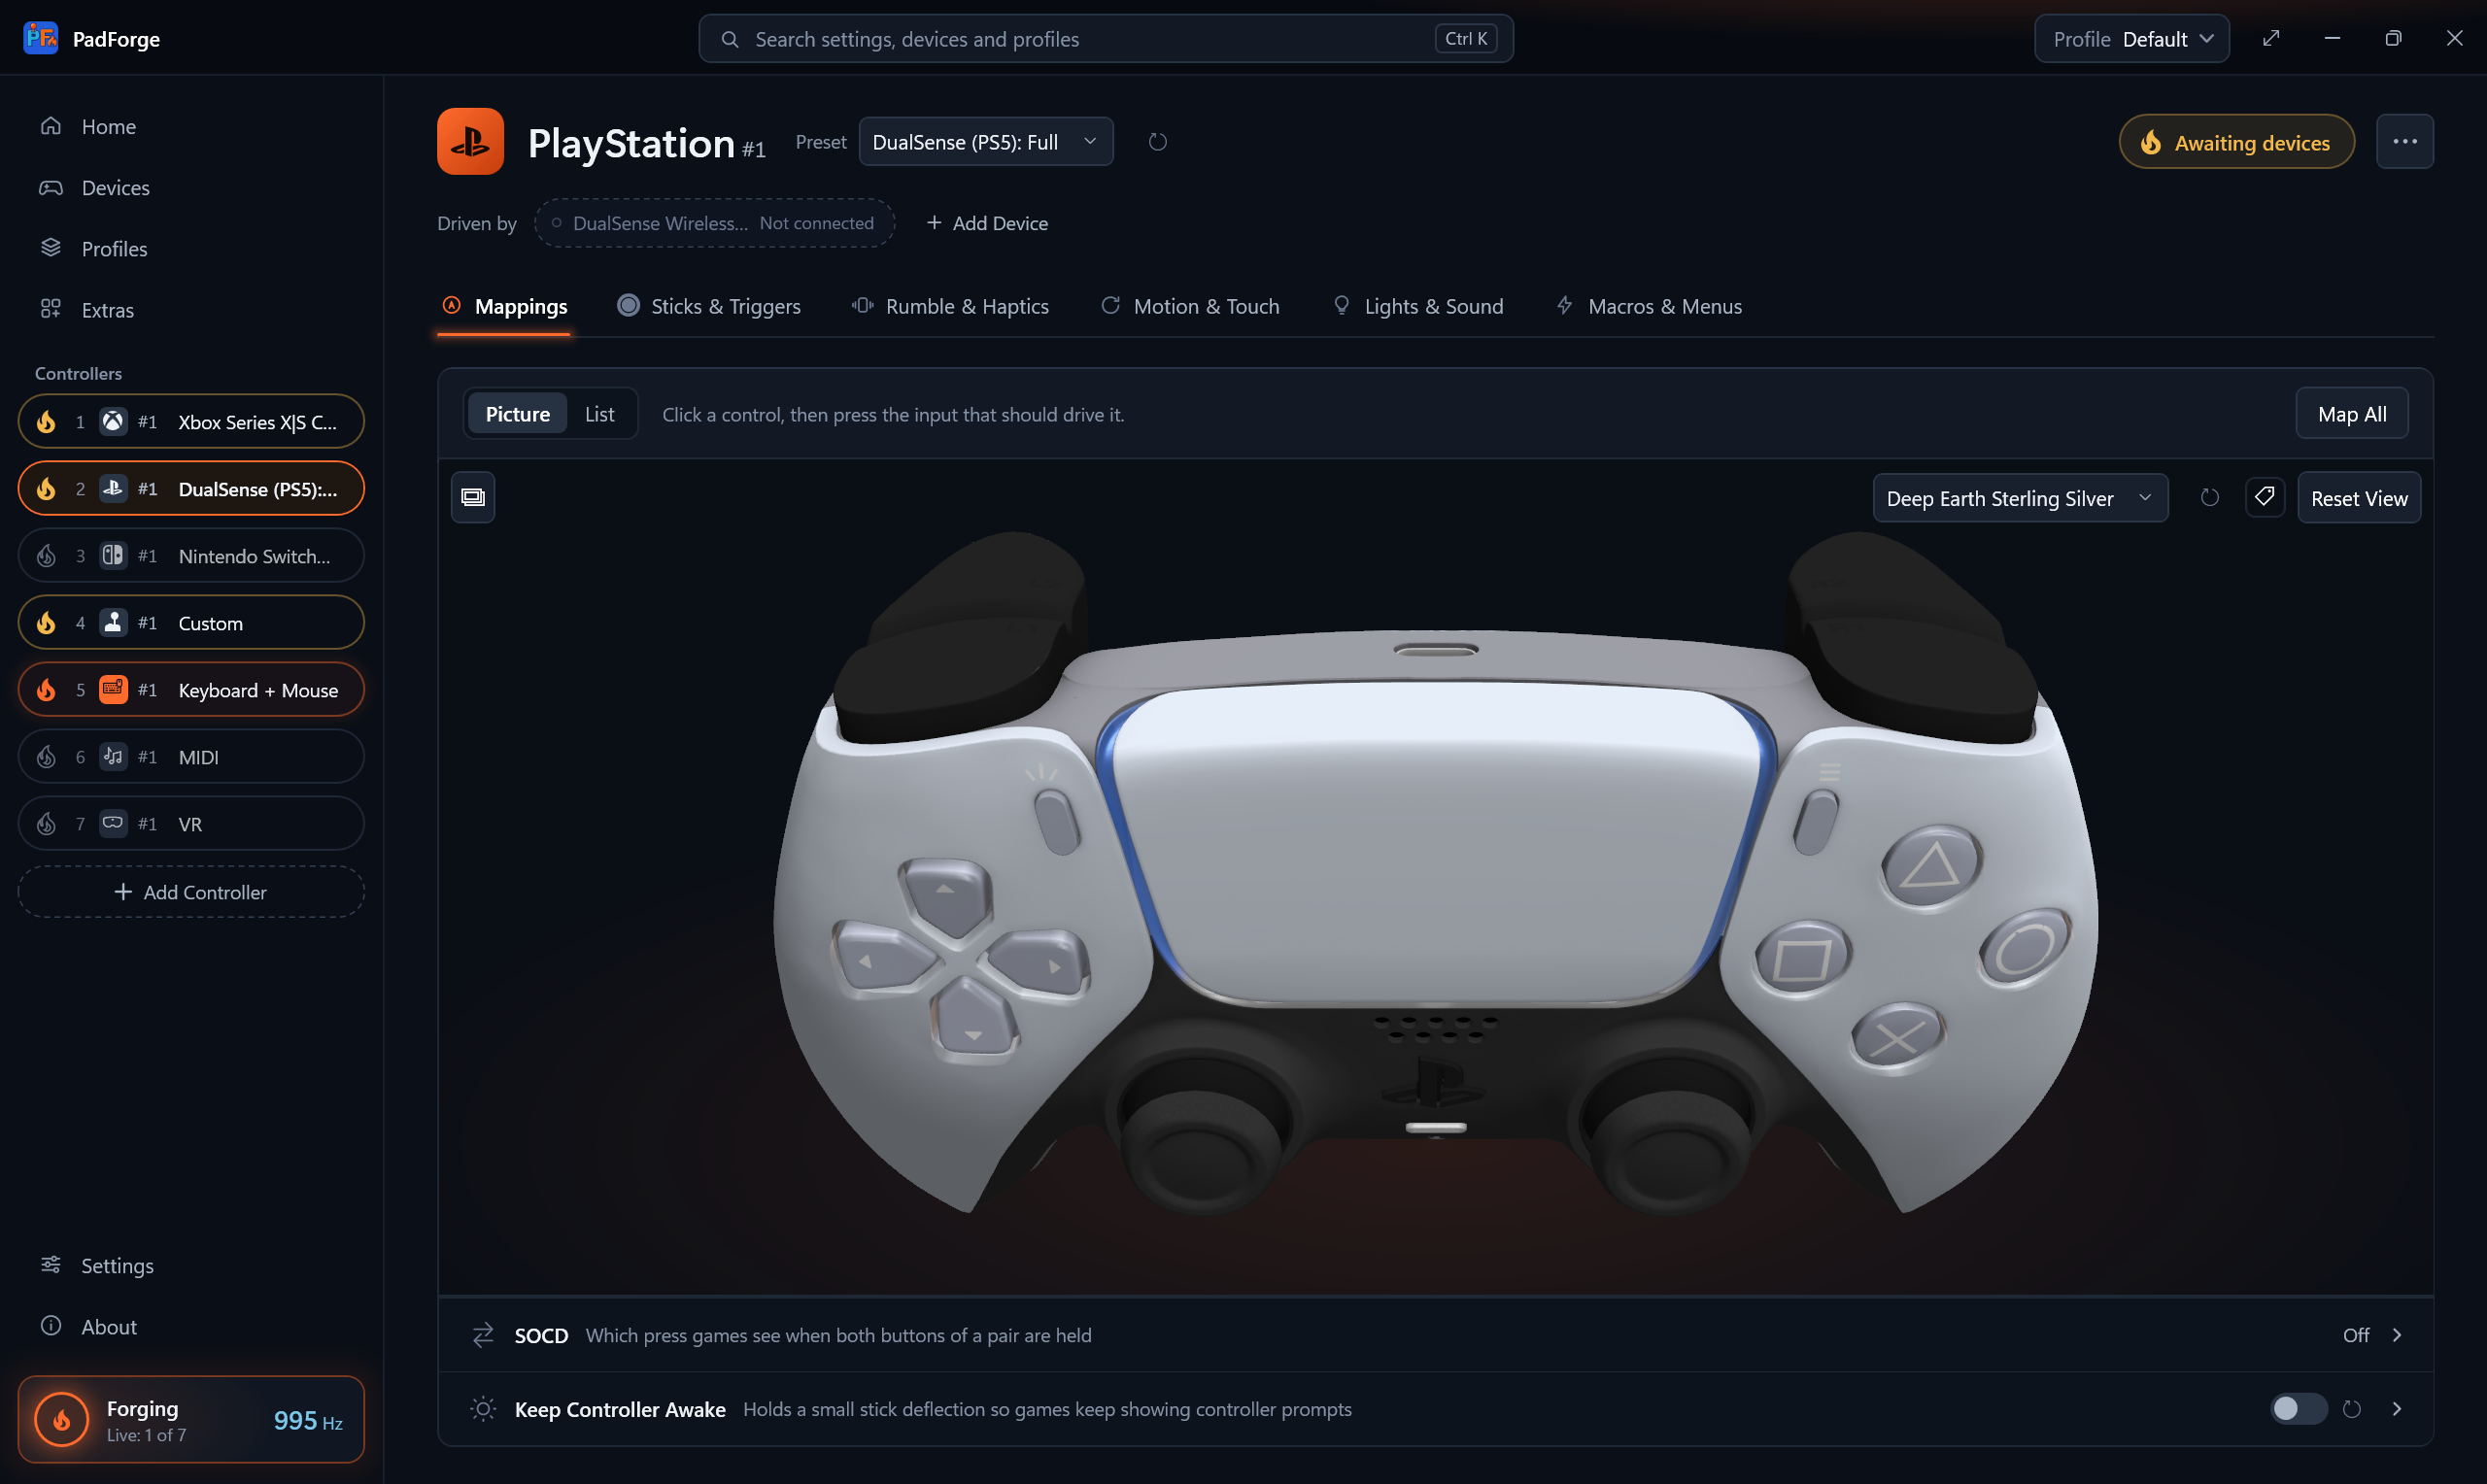 PadForge
Search settings, devices and profiles
Ctrl K
Profile Default
Home
Devices
Profiles
Extras
Controllers
1 #1 Xbox Series X|S C...
2 #1 DualSense (PS5):...
3 #1 Nintendo Switch...
4 #1 Custom
5 #1 Keyboard + Mouse
6 #1 MIDI
7 #1 VR
+ Add Controller
Settings
About
Forging
Live: 1 of 7
995 Hz
PlayStation #1
Preset DualSense (PS5): Full
Awaiting devices
Driven by DualSense Wireless... Not connected
+ Add Device
Mappings
Sticks & Triggers
Rumble & Haptics
Motion & Touch
Lights & Sound
Macros & Menus
Picture List
Click a control, then press the input that should drive it.
Map All
Deep Earth Sterling Silver
Reset View
SOCD Which press games see when both buttons of a pair are held
Off
Keep Controller Awake Holds a small stick deflection so games keep showing controller prompts